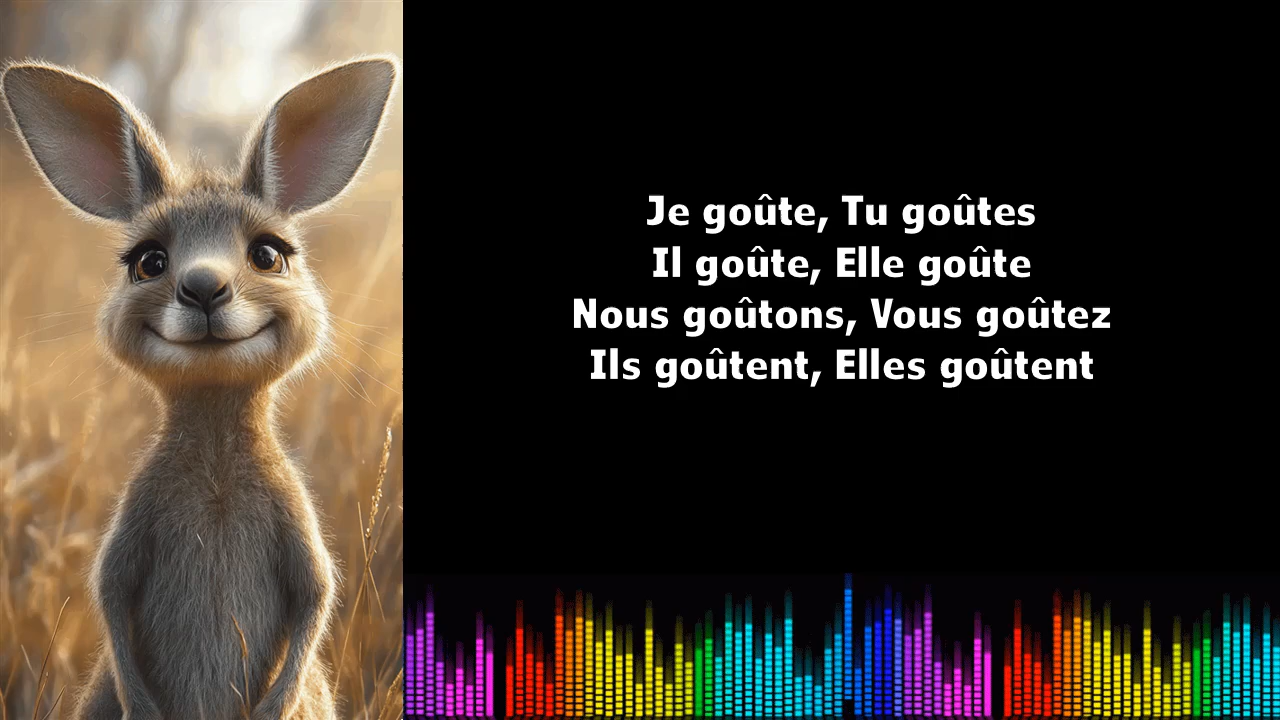 Je goûte, Tu goûtes
Il goûte, Elle goûte
Nous goûtons, Vous goûtez
Ils goûtent, Elles goûtent